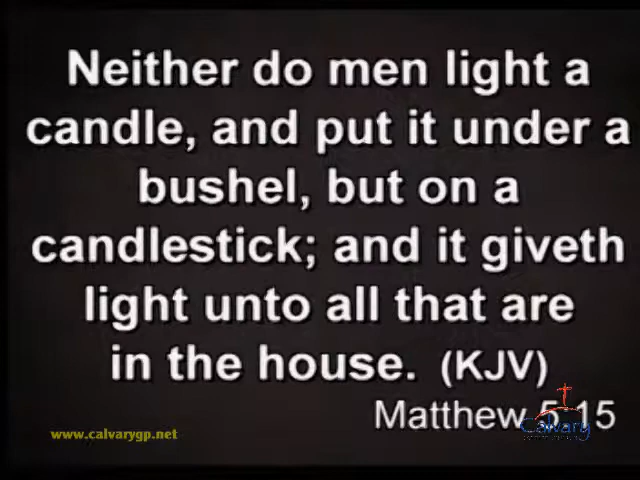 Neither do men light a
candle, and put it under a
bushel, but on a
candlestick; and it giveth
light unto all that are
in the house. (KJV)
Matthew 5:15
www.calvarygp.net
Calvary